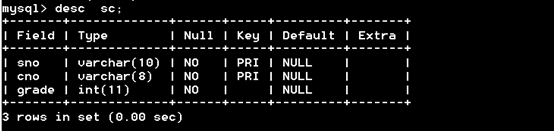 mysql> desc  sc;
+-------+-------------+------+-----+---------+-------+
| Field | Type        | Null | Key | Default | Extra |
+-------+-------------+------+-----+---------+-------+
| sno   | varchar(10) | NO   | PRI | NULL    |       |
| cno   | varchar(8)  | NO   | PRI | NULL    |       |
| grade | int(11)     | NO   |     | NULL    |       |
+-------+-------------+------+-----+---------+-------+
3 rows in set (0.00 sec)